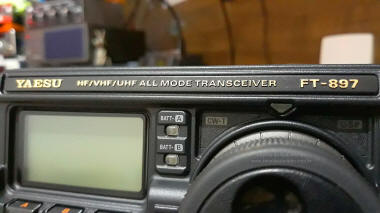 YAESU HF/VHF/UHF ALL MODE TRANSCEIVER FT-897
BATT-A
CW-T
BATT-B